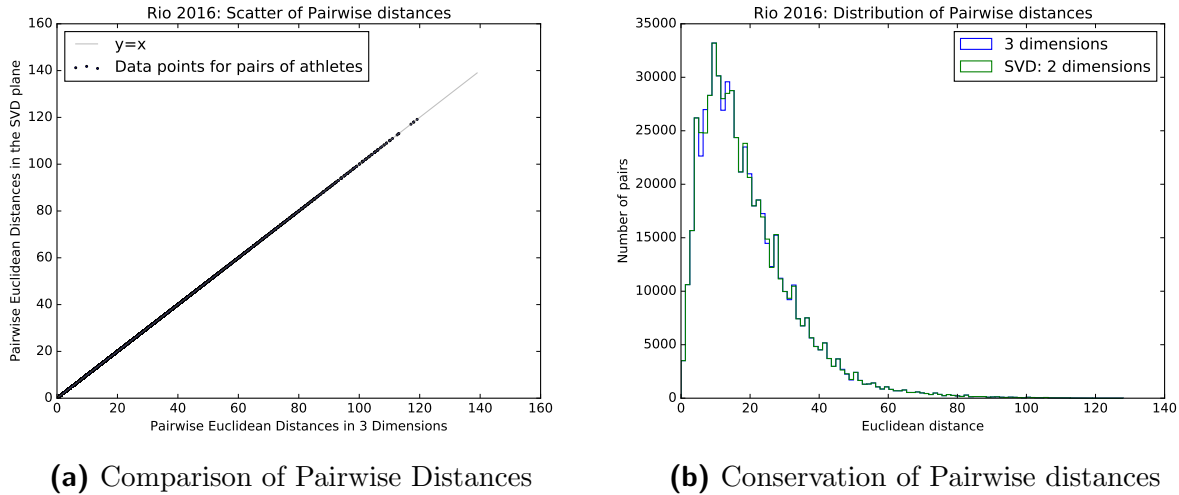 Rio 2016: Scatter of Pairwise distances
160
140
120
100
80
60
40
20
0
Pairwise Euclidean Distances in the SVD plane
y=x
Data points for pairs of athletes
0 20 40 60 80 100 120 140 160
Pairwise Euclidean Distances in 3 Dimensions
(a) Comparison of Pairwise Distances
Rio 2016: Distribution of Pairwise distances
35000
30000
25000
20000
15000
10000
5000
0
Number of pairs
3 dimensions
SVD: 2 dimensions
0 20 40 60 80 100 120 140
Euclidean distance
(b) Conservation of Pairwise distances